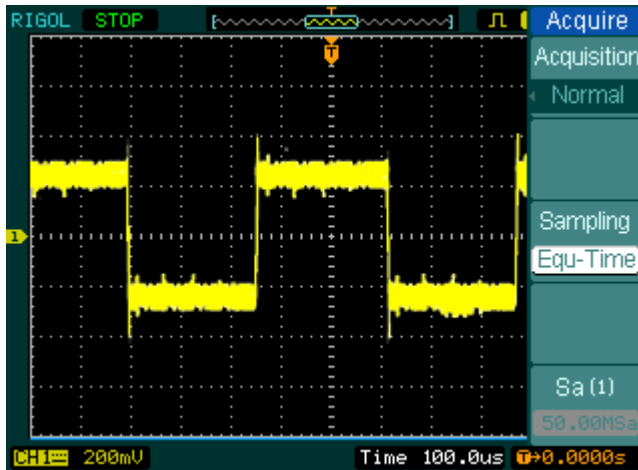 RIGOL STOP T Acquire
T
Acquisition
Normal
1
Sampling
Equ-Time
Sa(1)
50.00MSa
CH1 200mV Time 100.0us T→0.0000s